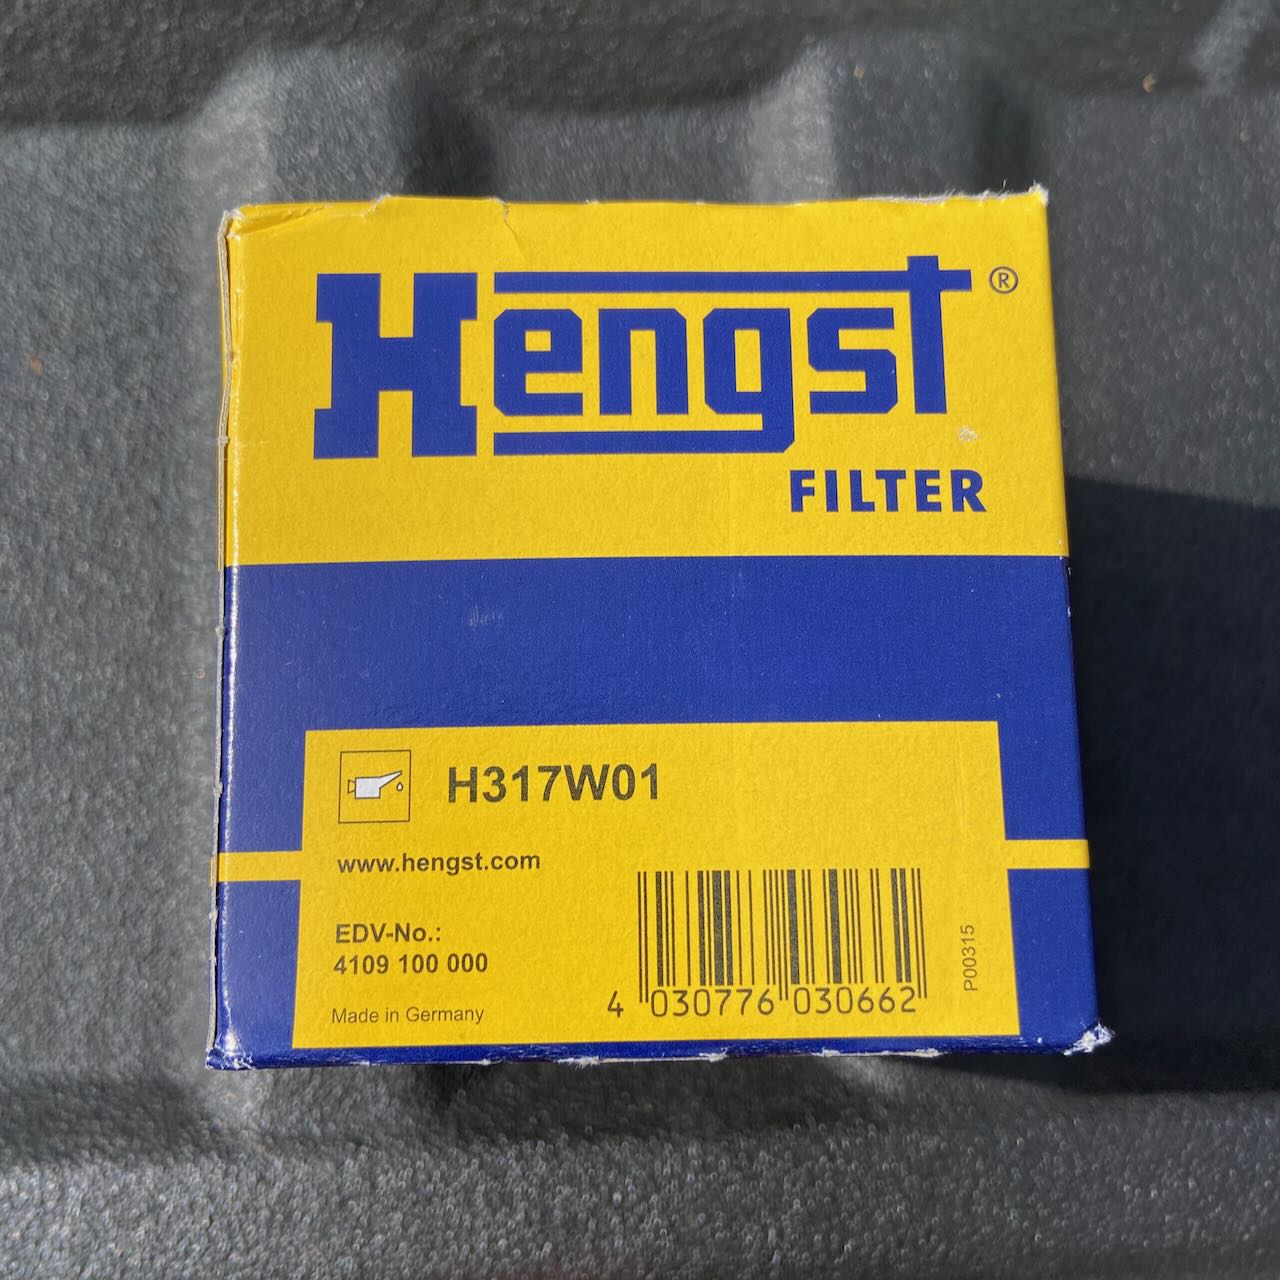 Hengst®
FILTER
H317W01
www.hengst.com
EDV-No.:
4109 100 000
Made in Germany
4 030776 030662
P00315